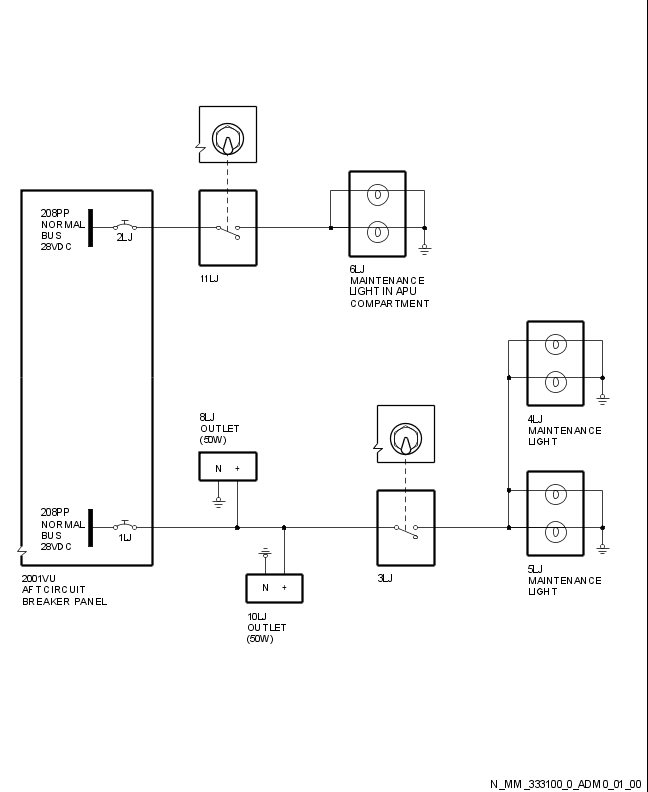 208PP
NORMAL
BUS
28VDC
2LJ
11LJ
6LJ
MAINTENANCE
LIGHT IN APU
COMPARTMENT
4LJ
MAINTENANCE
LIGHT
8LJ
OUTLET
(50W)
N +
208PP
NORMAL
BUS
28VDC
1LJ
3LJ
5LJ
MAINTENANCE
LIGHT
2001VU
AFT CIRCUIT
BREAKER PANEL
N +
10LJ
OUTLET
(50W)
N_MM_333100_0_ADM0_01_00